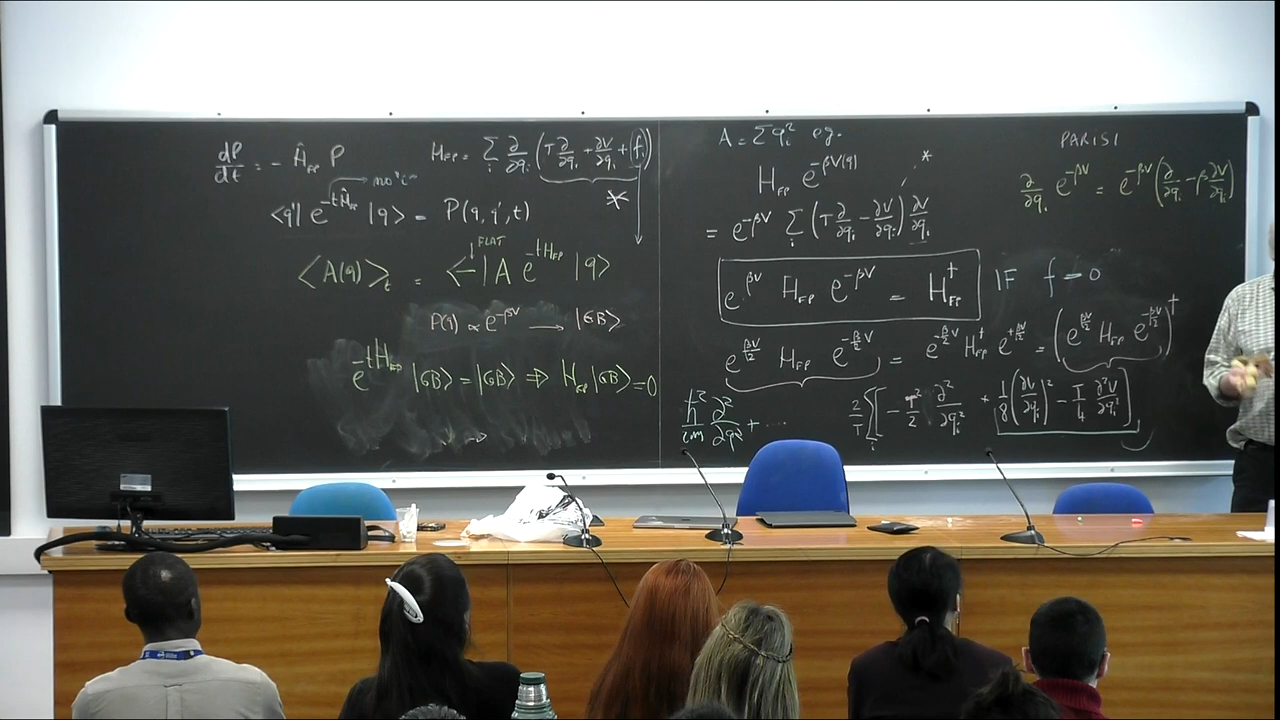 dP/dt = - Ĥ_FP P
H_FP = Σ_i ∂/∂q_i (T ∂/∂q_i + ∂V/∂q_i + f_i)
no "i"
*
<q'| e^{-tĤ_FP} |q> = P(q, q', t)
FLAT
<A(q)>_t = <-| A e^{-tH_FP} |q>
P(q) ∝ e^{-βV} → |GB>
e^{-tH_FP} |GB> = |GB> ⇒ H_FP |GB> = 0
A = Σ q_i^2 eg.
H_FP e^{-βV(q)}
*
= e^{-βV} Σ_i (T ∂/∂q_i - ∂V/∂q_i) ∂V/∂q_i
e^{βV} H_FP e^{-βV} = H_FP^† IF f = 0
e^{βV/2} H_FP e^{-β/2 V} = e^{-β/2 V} H_FP^† e^{+βV/2} = (e^{βV/2} H_FP e^{-βV/2})^†
ħ^2/2m ∂^2/∂q^2 + ...
2/T Σ_i [ - T^2/2 ∂^2/∂q_i^2 + 1/8 (∂V/∂q_i)^2 - T/4 ∂^2V/∂q_i^2 ]
PARISI
∂/∂q_i e^{-βV} = e^{-βV} (∂/∂q_i - β ∂V/∂q_i)